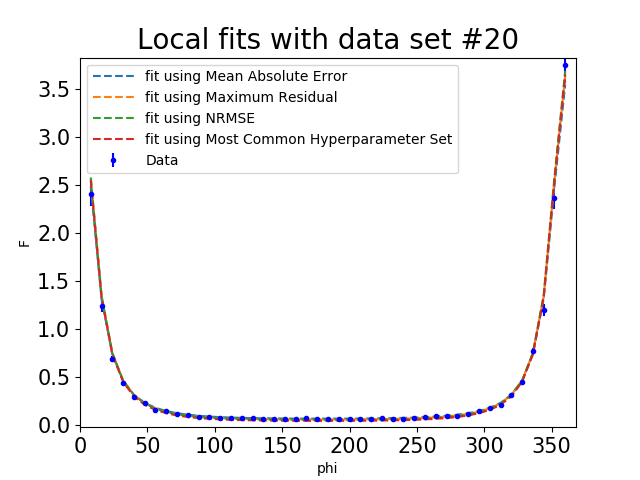 Local fits with data set #20
fit using Mean Absolute Error
fit using Maximum Residual
fit using NRMSE
fit using Most Common Hyperparameter Set
Data
3.5
3.0
2.5
2.0
1.5
1.0
0.5
0.0
F
0 50 100 150 200 250 300 350
phi